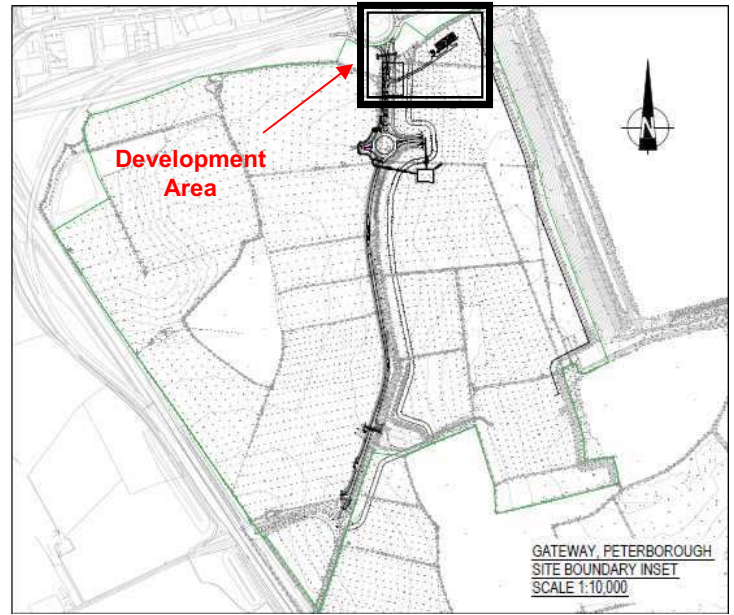 Development
Area
N
GATEWAY, PETERBOROUGH
SITE BOUNDARY INSET
SCALE 1:10,000